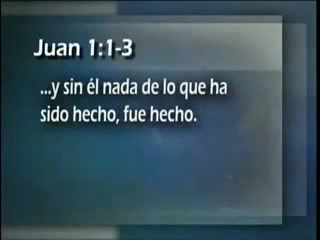 Juan 1:1-3
...y sin él nada de lo que ha
sido hecho, fue hecho.